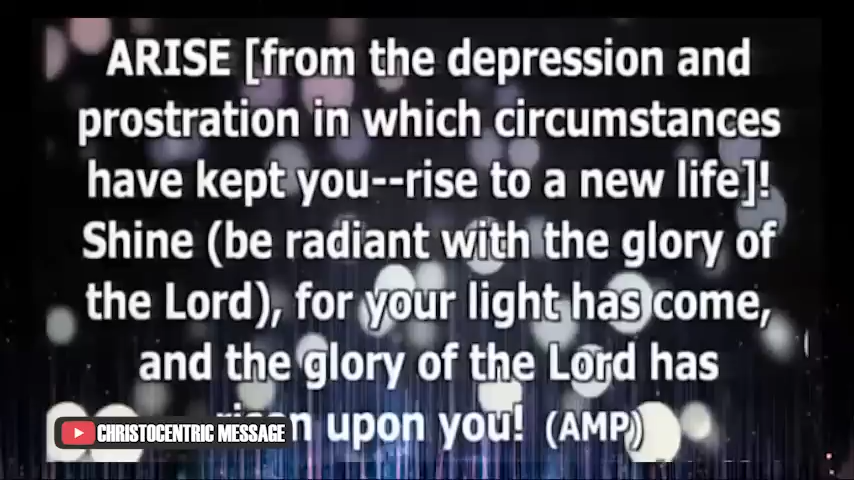 ARISE [from the depression and
prostration in which circumstances
have kept you--rise to a new life]!
Shine (be radiant with the glory of
the Lord), for your light has come,
and the glory of the Lord has
upon you! (AMP)
CHRISTOCENTRIC MESSAGE